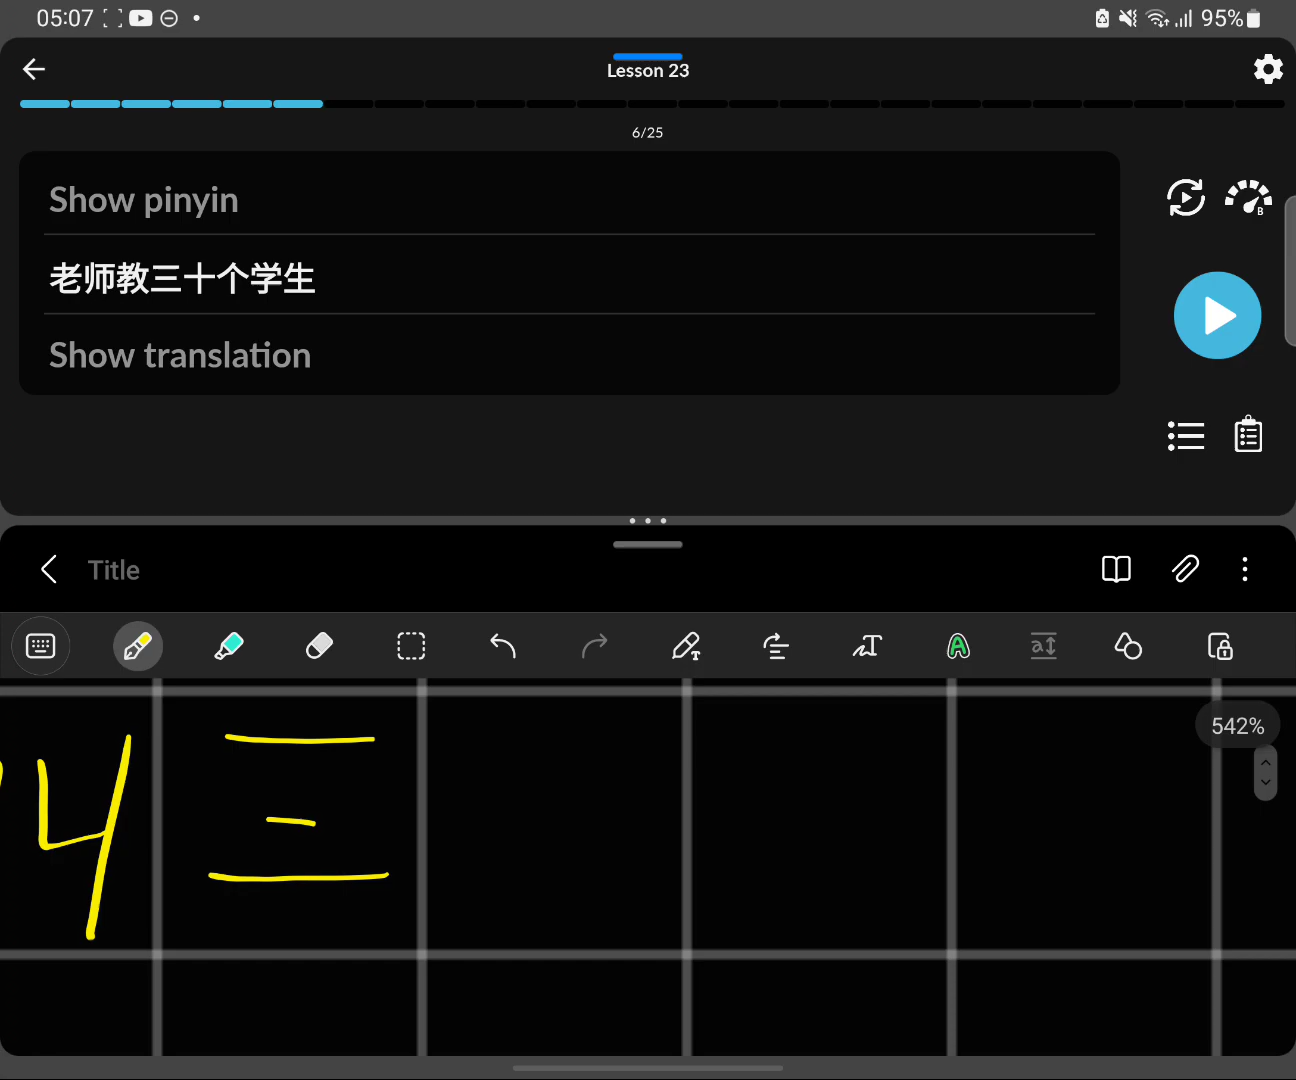 05:07 95%
Lesson 23
6/25
Show pinyin
老师教三十个学生
Show translation
B
Title
T T A a
542%
4 三